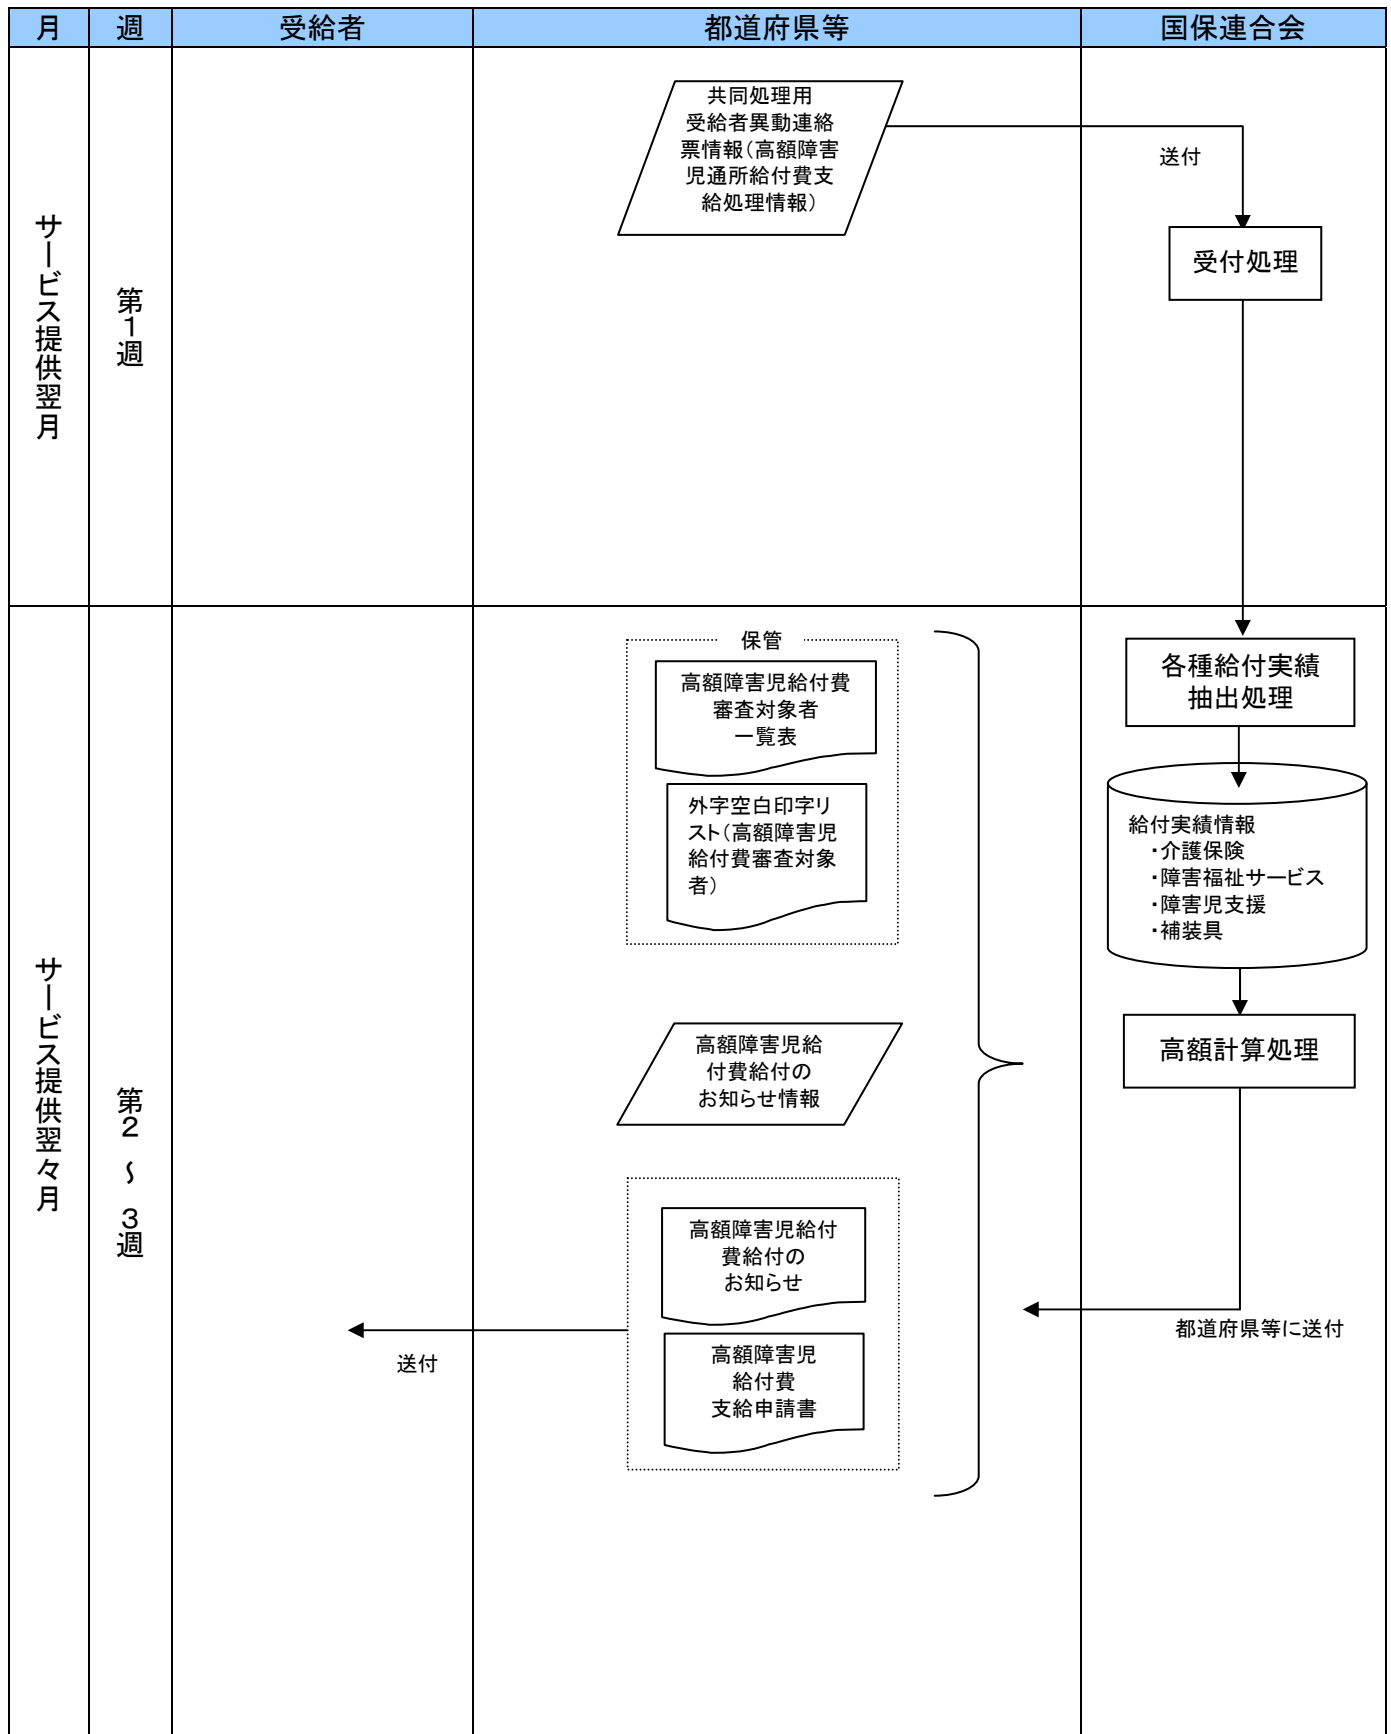 月 週 受給者 都道府県等 国保連合会
サービス提供翌月
第1週
共同処理用
受給者異動連絡
票情報（高額障害
児通所給付費支
給処理情報）
送付
受付処理
サービス提供翌々月
第2～3週
保管
高額障害児給付費
審査対象者
一覧表
外字空白印字リ
スト（高額障害児
給付費審査対象
者）
高額障害児給
付費給付の
お知らせ情報
高額障害児給付
費給付の
お知らせ
高額障害児
給付費
支給申請書
送付
各種給付実績
抽出処理
給付実績情報
・介護保険
・障害福祉サービス
・障害児支援
・補装具
高額計算処理
都道府県等に送付